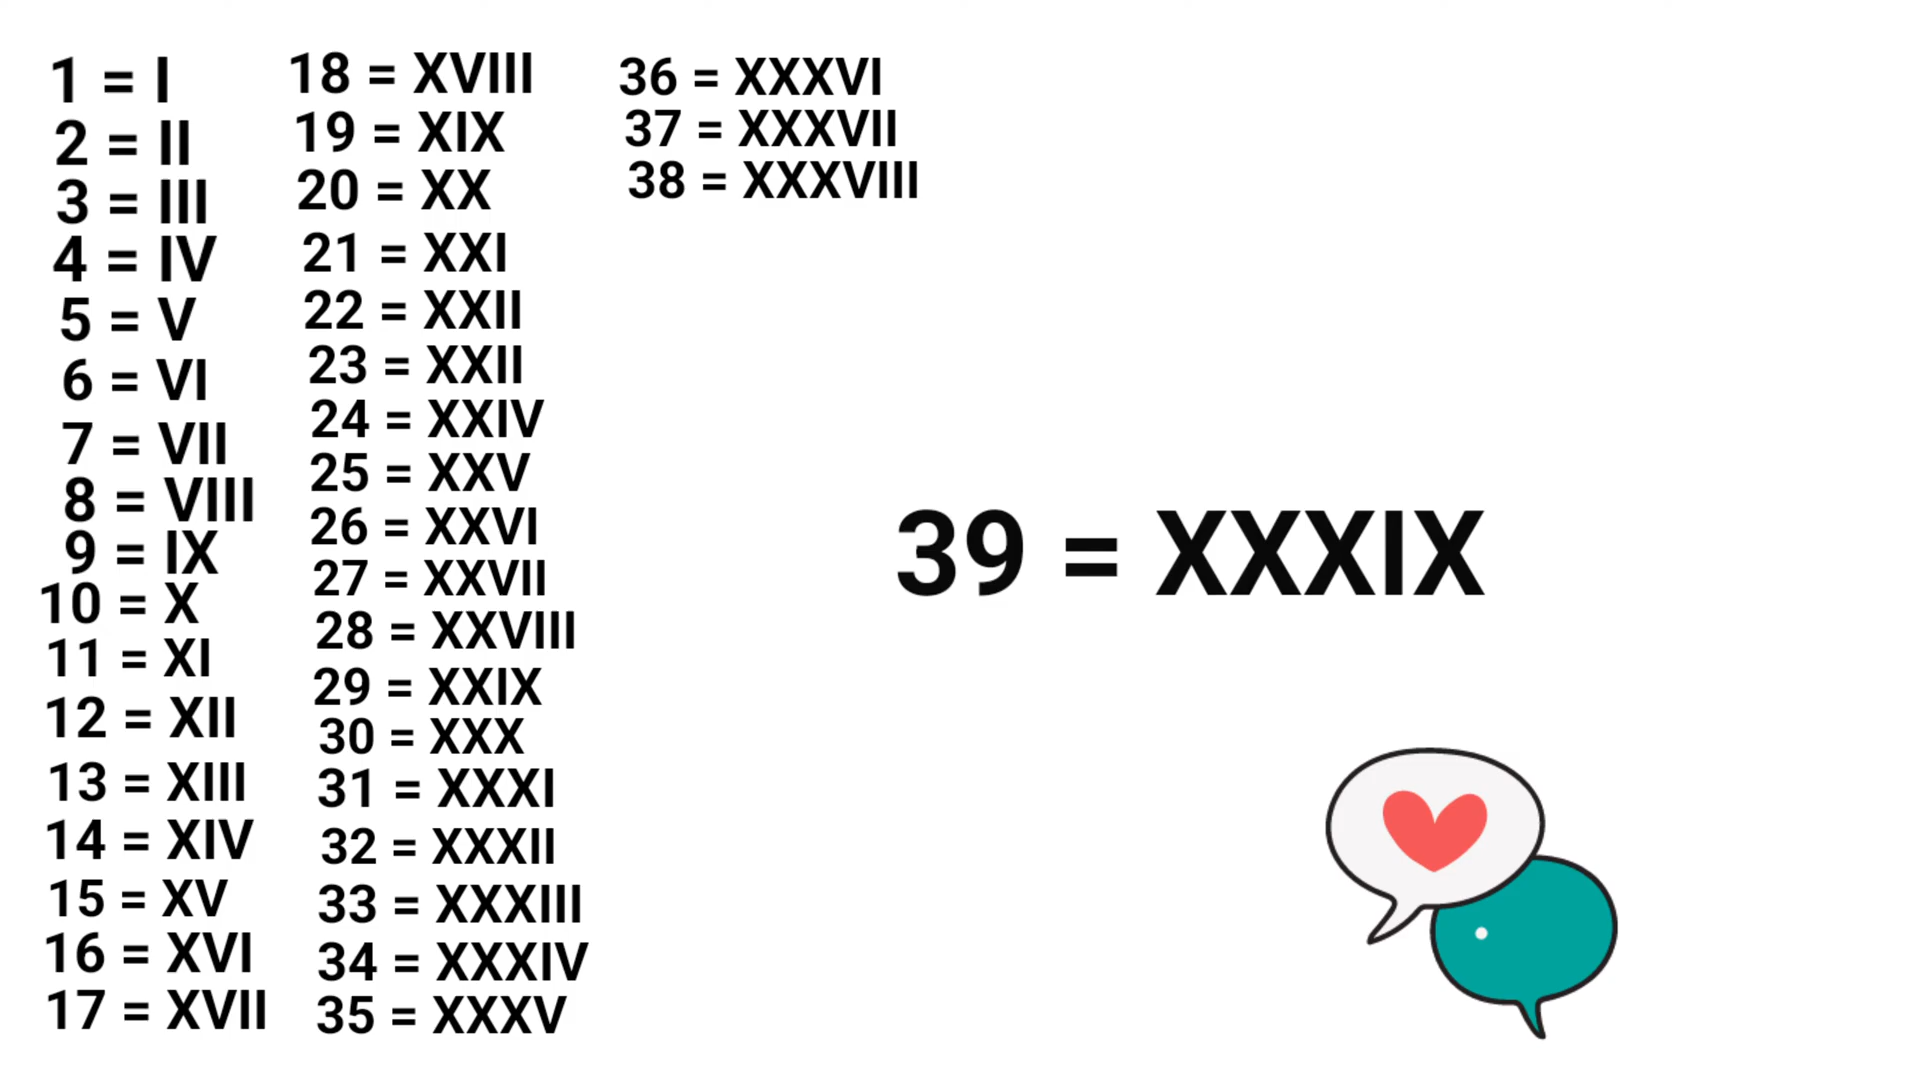 1 = I
2 = II
3 = III
4 = IV
5 = V
6 = VI
7 = VII
8 = VIII
9 = IX
10 = X
11 = XI
12 = XII
13 = XIII
14 = XIV
15 = XV
16 = XVI
17 = XVII
18 = XVIII
19 = XIX
20 = XX
21 = XXI
22 = XXII
23 = XXII
24 = XXIV
25 = XXV
26 = XXVI
27 = XXVII
28 = XXVIII
29 = XXIX
30 = XXX
31 = XXXI
32 = XXXII
33 = XXXIII
34 = XXXIV
35 = XXXV
36 = XXXVI
37 = XXXVII
38 = XXXVIII
39 = XXXIX